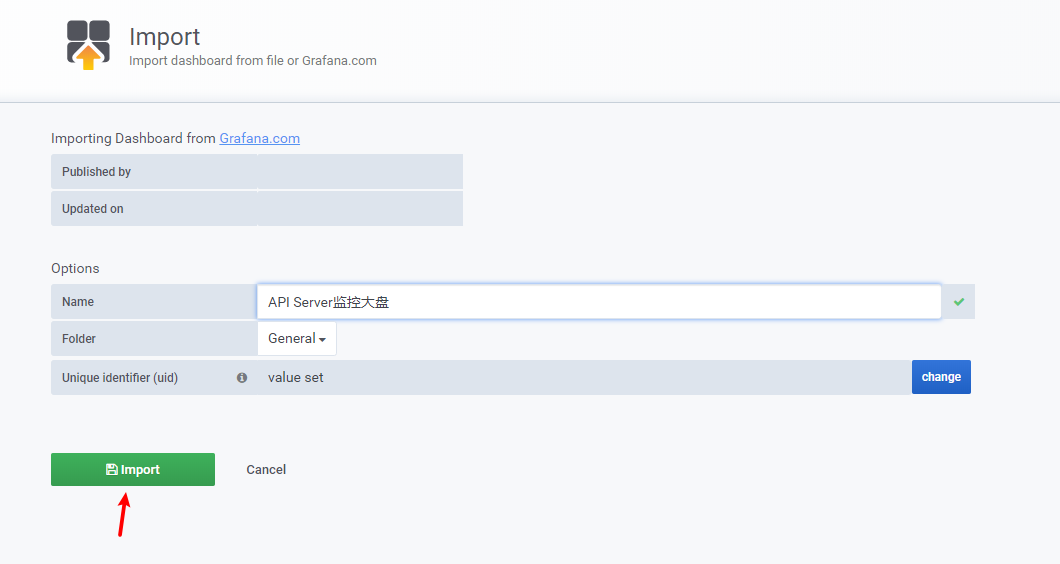 Import
Import dashboard from file or Grafana.com
Importing Dashboard from Grafana.com
Published by
Updated on
Options
Name API Server监控大盘
Folder General
Unique identifier (uid) value set change
Import Cancel